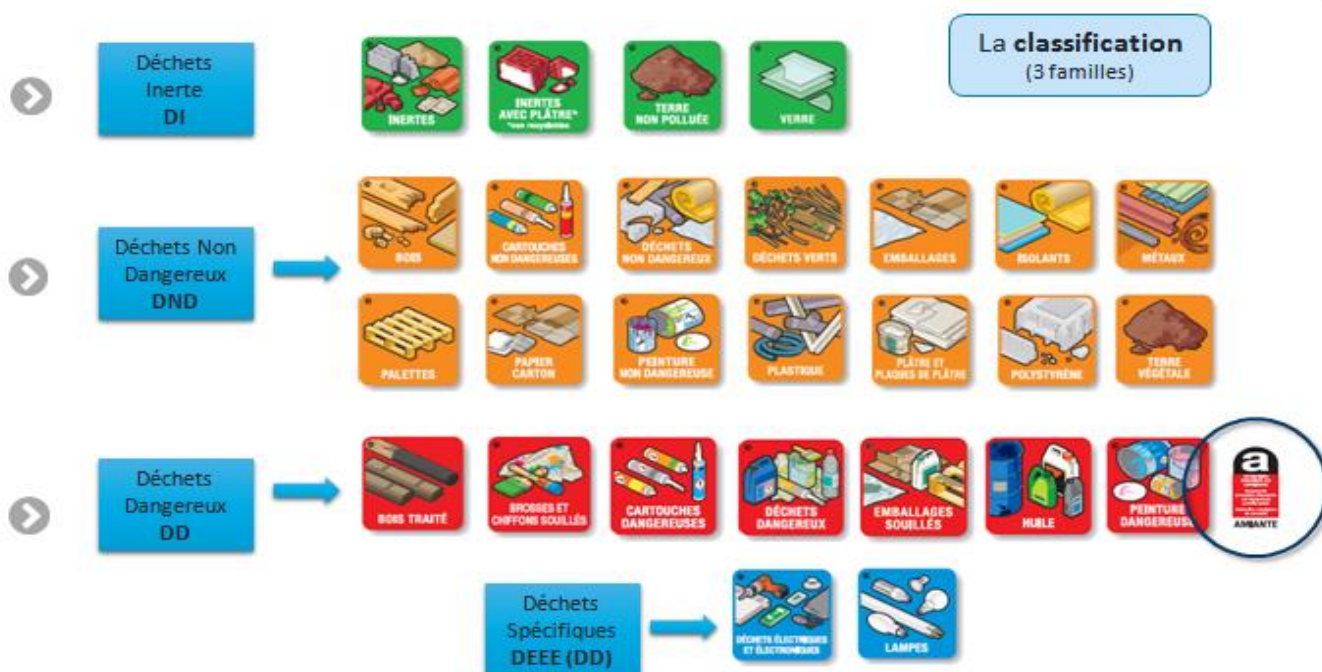 La classification
(3 familles)
Déchets
Inerte
DI
INERTES
INERTES
AVEC PLÂTRE*
*non recyclables
TERRE
NON POLLUÉE
VERRE
Déchets Non
Dangereux
DND
BOIS
CARTOUCHES
NON DANGEREUSES
DÉCHETS
NON DANGEREUX
DÉCHETS VERTS
EMBALLAGES
ISOLANTS
MÉTAUX
PALETTES
PAPIER
CARTON
PEINTURE
NON DANGEREUSE
PLASTIQUE
PLÂTRE ET
PLAQUES DE PLÂTRE
POLYSTYRÈNE
TERRE
VÉGÉTALE
Déchets
Dangereux
DD
BOIS TRAITÉ
BROSSES ET
CHIFFONS SOUILLÉS
CARTOUCHES
DANGEREUSES
DÉCHETS
DANGEREUX
EMBALLAGES
SOUILLÉS
HUILE
PEINTURE
DANGEREUSE
a
AMIANTE
Déchets
Spécifiques
DEEE (DD)
DÉCHETS ÉLECTRIQUES
ET ÉLECTRONIQUES
LAMPES